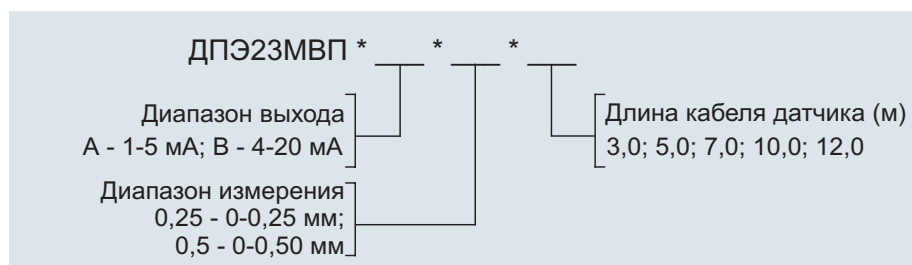 ДПЭ23МВП *___*___*___
Диапазон выхода
А - 1-5 мА; В - 4-20 мА
Длина кабеля датчика (м)
3,0; 5,0; 7,0; 10,0; 12,0
Диапазон измерения
0,25 - 0-0,25 мм;
0,5 - 0-0,50 мм